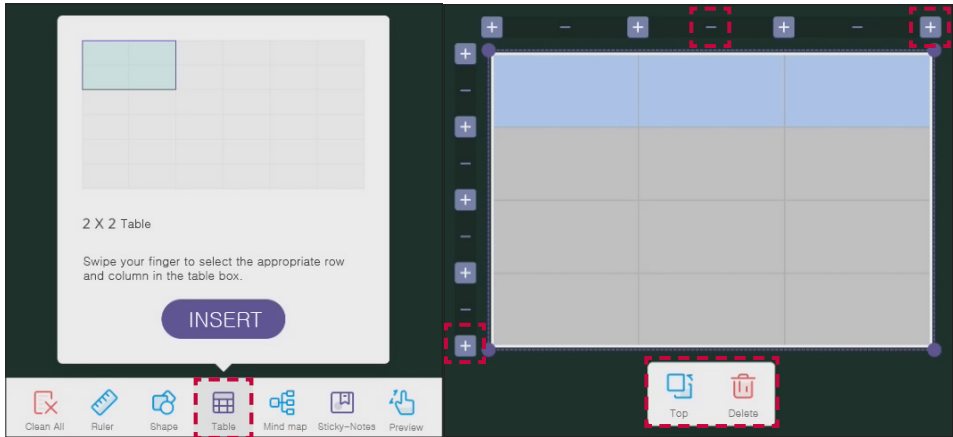 2 X 2 Table
Swipe your finger to select the appropriate row
and column in the table box.
INSERT
Clean All
Ruler
Shape
Table
Mind map
Sticky-Notes
Preview
Top
Delete